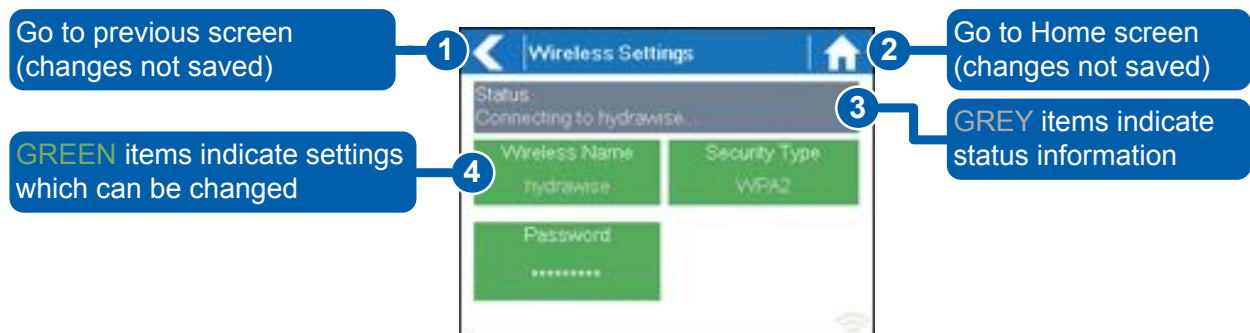 Go to previous screen
(changes not saved)
1
Wireless Settings
2
Go to Home screen
(changes not saved)
Status
Connecting to hydrawise...
3
GREY items indicate
status information
GREEN items indicate settings
which can be changed
4
Wireless Name
hydrawise
Security Type
WPA2
Password
*********